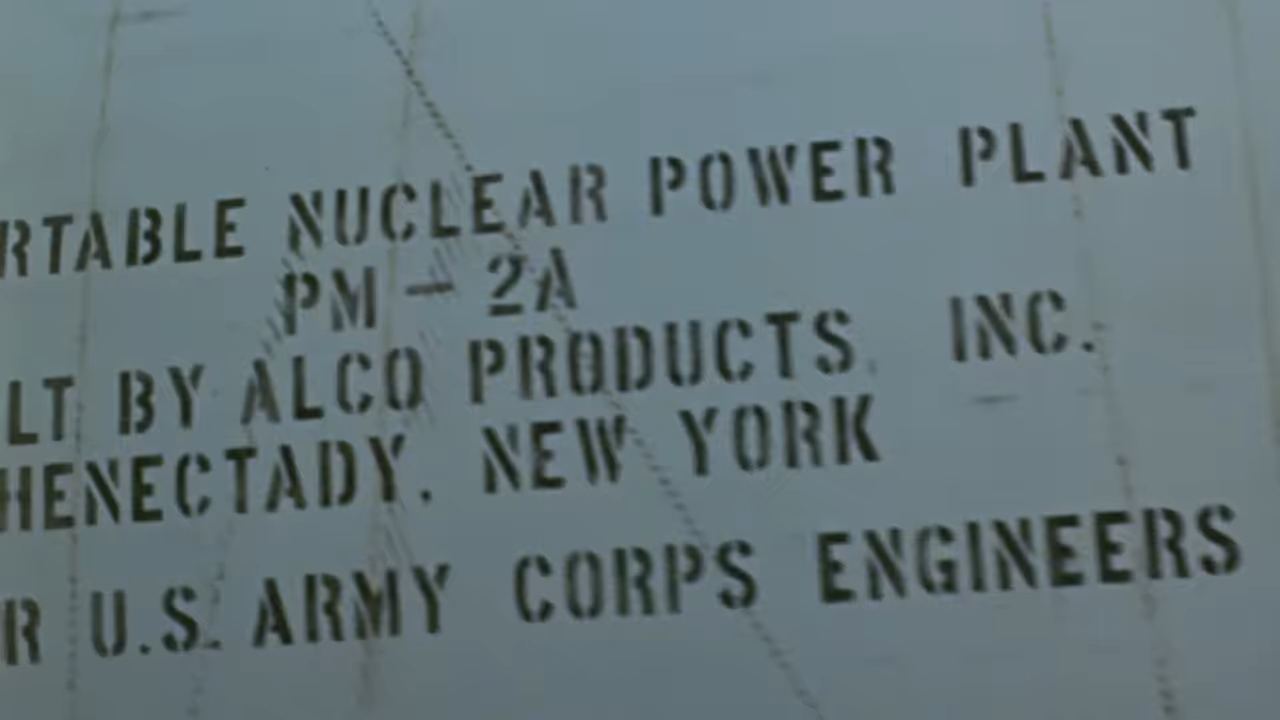 RTABLE NUCLEAR POWER PLANT
PM - 2A
LT BY ALCO PRODUCTS, INC.
HENECTADY, NEW YORK
R U.S. ARMY CORPS ENGINEERS